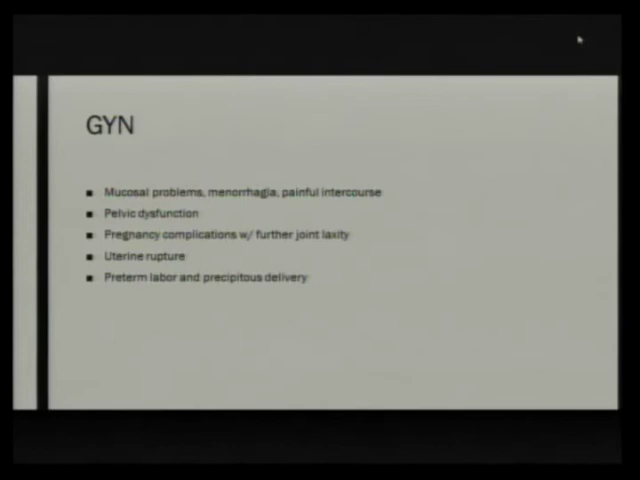 GYN
▪ Mucosal problems, menorrhagia, painful intercourse
▪ Pelvic dysfunction
▪ Pregnancy complications w/ further joint laxity
▪ Uterine rupture
▪ Preterm labor and precipitous delivery